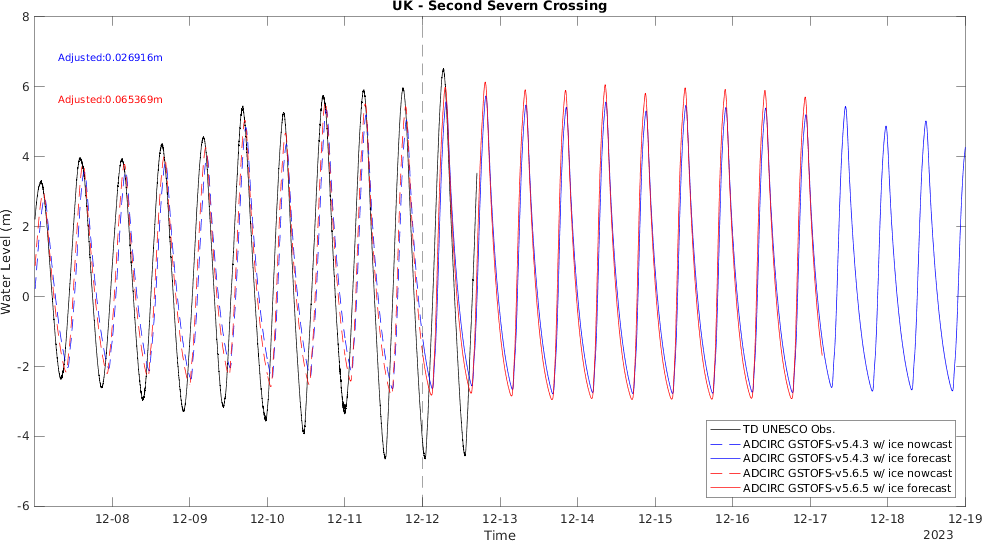 UK - Second Severn Crossing
8
Adjusted:0.026916m
6
Adjusted:0.065369m
4
2
Water Level (m)
0
-2
-4
TD UNESCO Obs.
ADCIRC GSTOFS-v5.4.3 w/ ice nowcast
ADCIRC GSTOFS-v5.4.3 w/ ice forecast
ADCIRC GSTOFS-v5.6.5 w/ ice nowcast
ADCIRC GSTOFS-v5.6.5 w/ ice forecast
-6
12-08 12-09 12-10 12-11 12-12 12-13 12-14 12-15 12-16 12-17 12-18 12-19
Time
2023